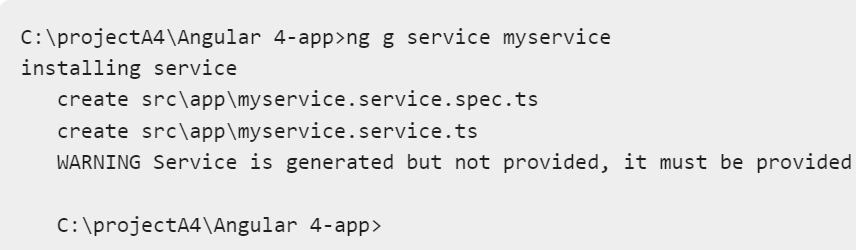 C:\projectA4\Angular 4-app>ng g service myservice
installing service
create src\app\myservice.service.spec.ts
create src\app\myservice.service.ts
WARNING Service is generated but not provided, it must be provided
C:\projectA4\Angular 4-app>